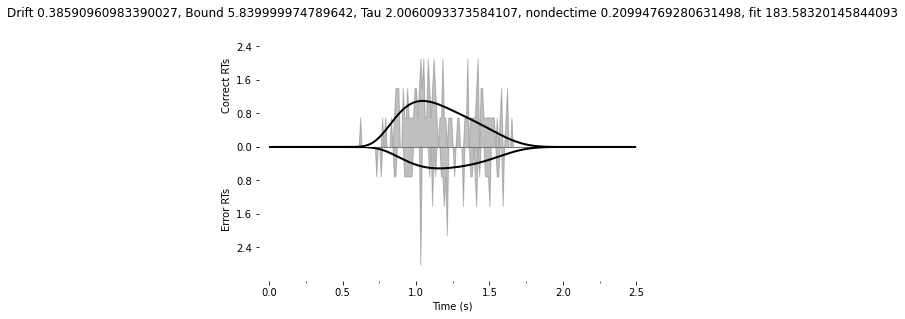 Drift 0.385909609833390027, Bound 5.839999974789642, Tau 2.0060093373584107, nondectime 0.20994769280631498, fit 183.58320145844093
2.4
1.6
0.8
0.0
0.8
1.6
2.4
Correct RTs
Error RTs
0.0 0.5 1.0 1.5 2.0 2.5
Time (s)